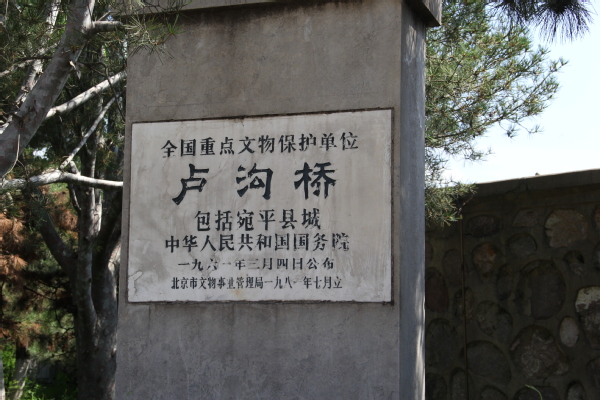 全国重点文物保护单位
卢沟桥
包括宛平县城
中华人民共和国国务院
一九六一年三月四日公布
北京市文物事业管理局一九八一年七月立